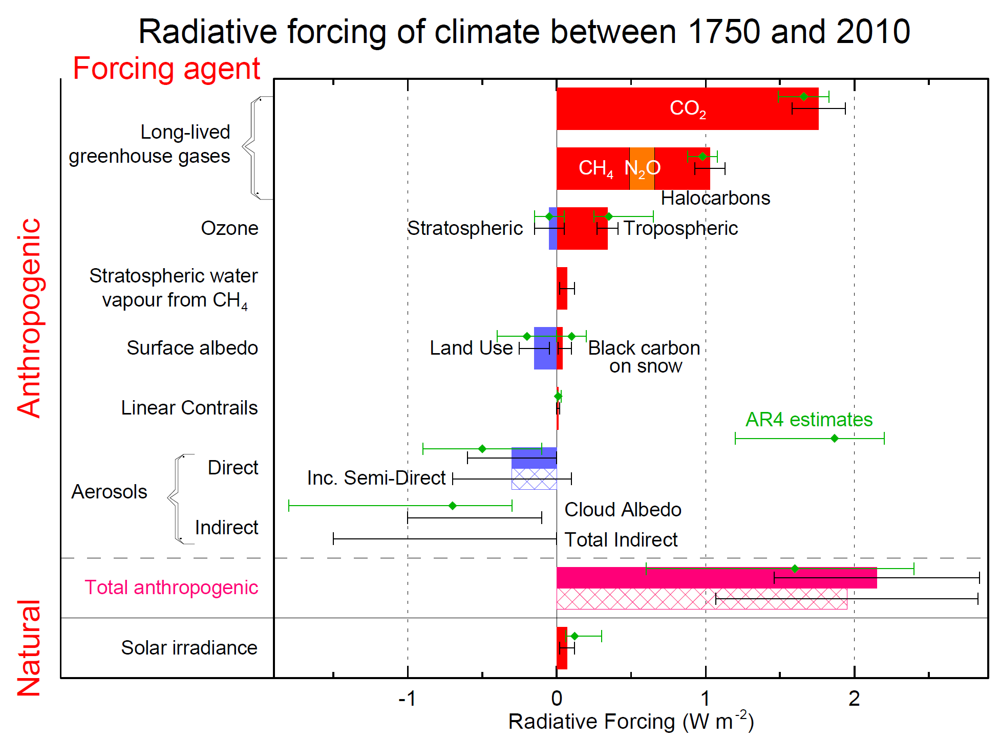 Radiative forcing of climate between 1750 and 2010
Forcing agent
CO2
Long-lived
greenhouse gases
CH4 N2O
Halocarbons
Ozone
Stratospheric
Tropospheric
Stratospheric water
vapour from CH4
Surface albedo
Land Use
Black carbon
on snow
Linear Contrails
AR4 estimates
Direct
Inc. Semi-Direct
Aerosols
Cloud Albedo
Indirect
Total Indirect
Total anthropogenic
Solar irradiance
Anthropogenic
Natural
-1 0 1 2
Radiative Forcing (W m-2)